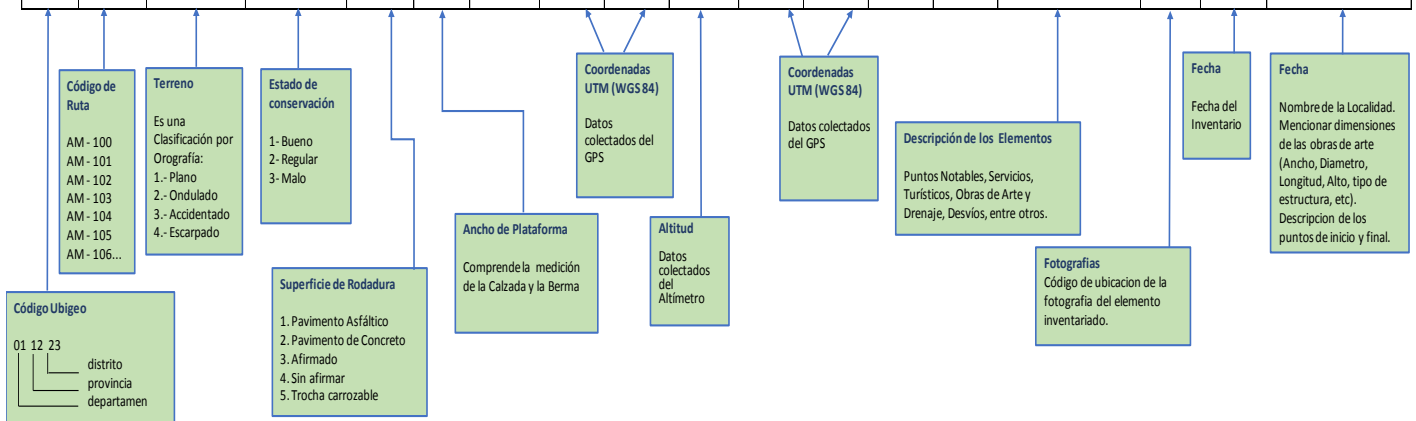 Código de
Ruta
AM - 100
AM - 101
AM - 102
AM - 103
AM - 104
AM - 105
AM - 106...
Terreno
Es una
Clasificación por
Orografía:
1.- Plano
2.- Ondulado
3.- Accidentado
4.- Escarpado
Estado de
conservación
1- Bueno
2- Regular
3- Malo
Coordenadas
UTM (WGS 84)
Datos
colectados del
GPS
Coordenadas
UTM (WGS 84)
Datos colectados
del GPS
Descripción de los Elementos
Puntos Notables, Servicios,
Turísticos, Obras de Arte y
Drenaje, Desvíos, entre otros.
Fecha
Fecha del
Inventario
Fecha
Nombre de la Localidad.
Mencionar dimensiones
de las obras de arte
(Ancho, Diametro,
Longitud, Alto, tipo de
estructura, etc).
Descripcion de los
puntos de inicio y final.
Ancho de Plataforma
Comprende la medición
de la Calzada y la Berma
Altitud
Datos
colectados
del
Altímetro
Fotografias
Código de ubicacion de la
fotografia del elemento
inventariado.
Superficie de Rodadura
1. Pavimento Asfáltico
2. Pavimento de Concreto
3. Afirmado
4. Sin afirmar
5. Trocha carrozable
Código Ubigeo
01 12 23
distrito
provincia
departamen